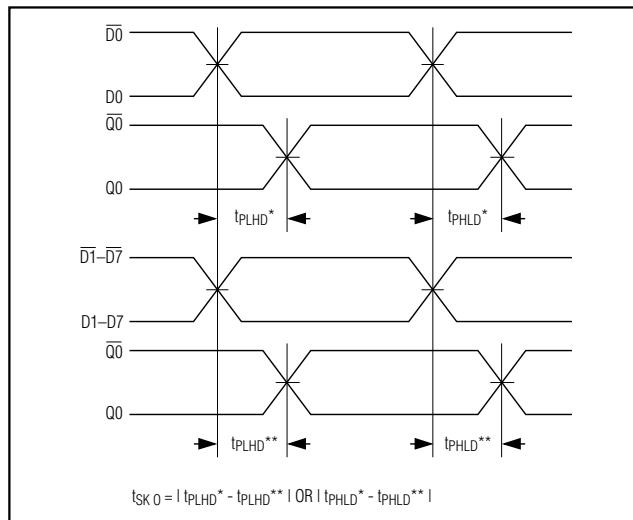 D̅0̅
D0
Q̅0̅
Q0
tPLHD* tPHLD*
D̅1̅–D̅7̅
D1–D7
Q̅0̅
Q0
tPLHD** tPHLD**
tSK O = | tPLHD* - tPLHD** | OR | tPHLD* - tPHLD** |